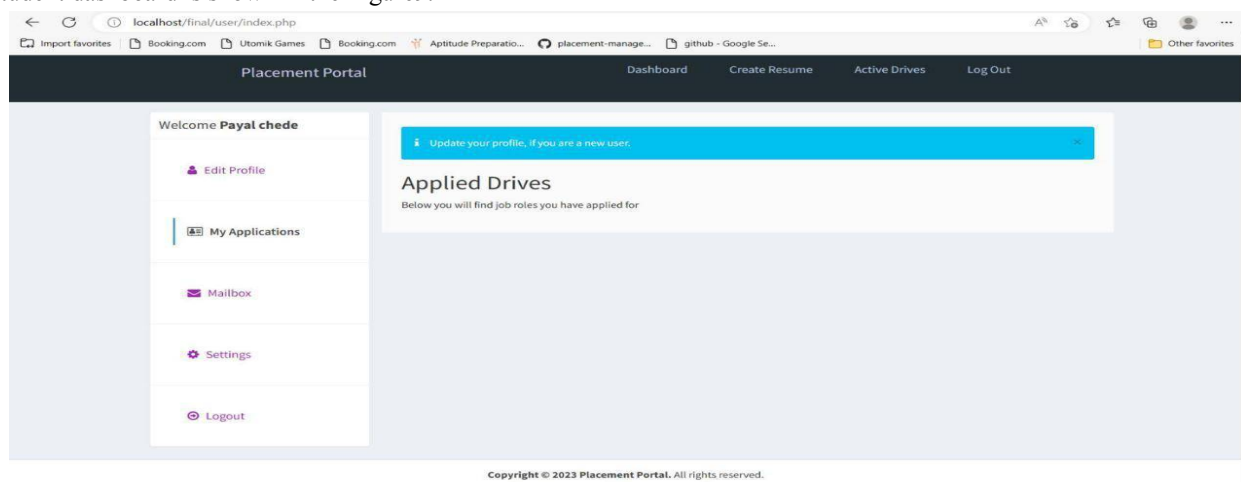 localhost/final/user/index.php
Import favorites Booking.com Utomik Games Booking.com Aptitude Preparatio... placement-manage... github - Google Se... Other favorites
Placement Portal Dashboard Create Resume Active Drives Log Out
Welcome Payal chede
Update your profile, if you are a new user.
Edit Profile
Applied Drives
Below you will find job roles you have applied for
My Applications
Mailbox
Settings
Logout
Copyright © 2023 Placement Portal. All rights reserved.